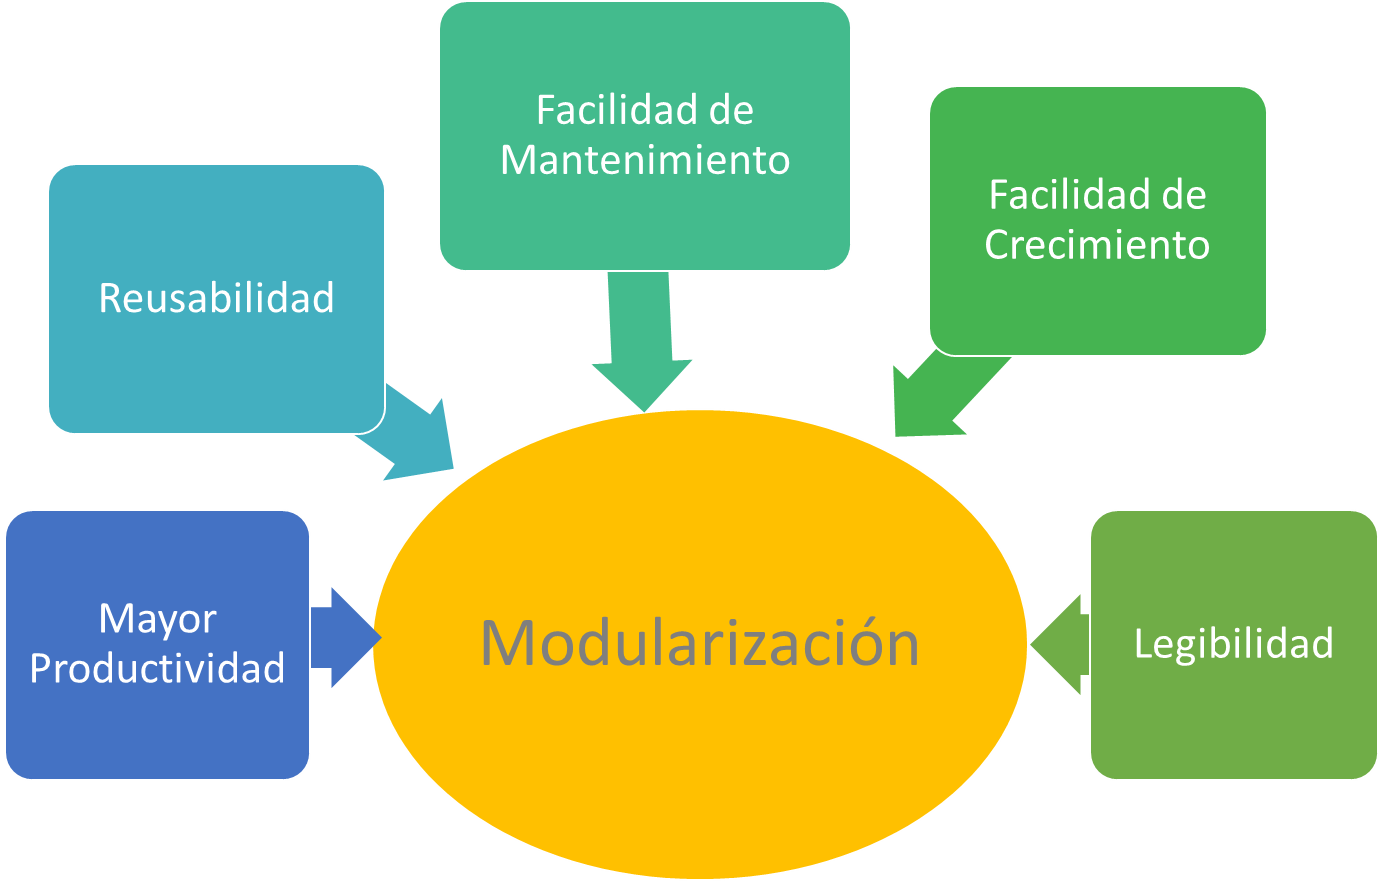 Facilidad de
Mantenimiento
Facilidad de
Crecimiento
Reusabilidad
Mayor
Productividad
Modularización
Legibilidad